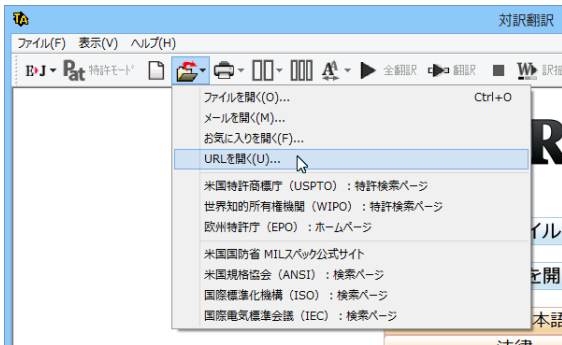 対訳翻訳
ファイル(F) 表示(V) ヘルプ(H)
E›J Pat 特許モード 全翻訳 翻訳 W 訳振
ファイルを開く(O)... Ctrl+O
メールを開く(M)...
お気に入りを開く(F)...
URLを開く(U)...
米国特許商標庁（USPTO）：特許検索ページ
世界知的所有権機関（WIPO）：特許検索ページ
欧州特許庁（EPO）：ホームページ
米国国防省 MILスペック公式サイト
米国規格協会（ANSI）：検索ページ
国際標準化機構（ISO）：検索ページ
国際電気標準会議（IEC）：検索ページ
R
イル
を開
本語